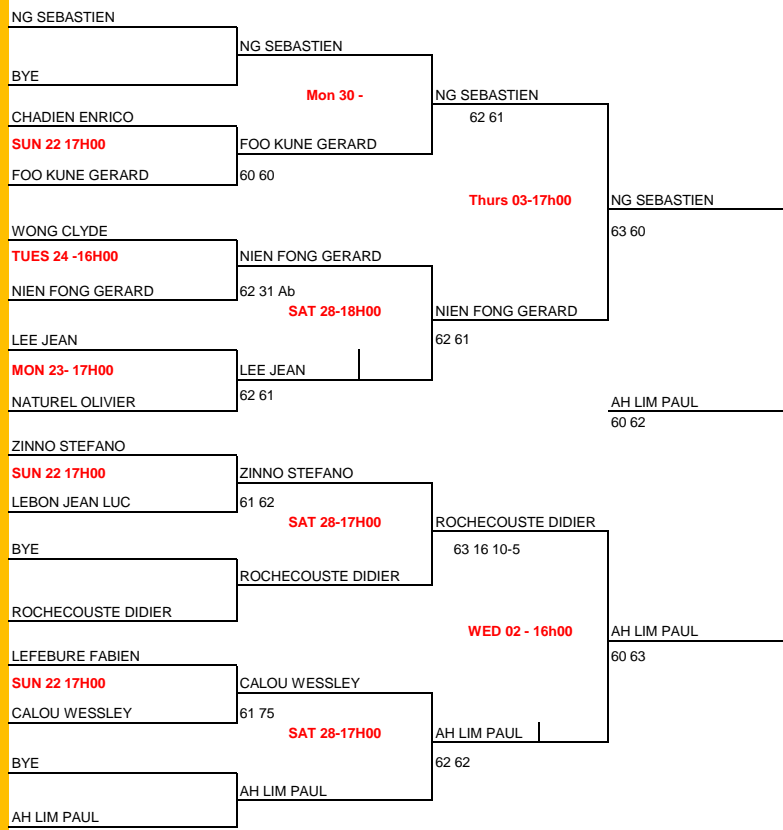 NG SEBASTIEN
NG SEBASTIEN
BYE
Mon 30 -
NG SEBASTIEN
CHADIEN ENRICO
62 61
SUN 22 17H00
FOO KUNE GERARD
FOO KUNE GERARD
60 60
Thurs 03-17h00
NG SEBASTIEN
WONG CLYDE
63 60
TUES 24 -16H00
NIEN FONG GERARD
NIEN FONG GERARD
62 31 Ab
SAT 28-18H00
NIEN FONG GERARD
LEE JEAN
62 61
MON 23- 17H00
LEE JEAN
62 61
NATUREL OLIVIER
AH LIM PAUL
60 62
ZINNO STEFANO
SUN 22 17H00
ZINNO STEFANO
LEBON JEAN LUC
61 62
SAT 28-17H00
ROCHECOUSTE DIDIER
BYE
63 16 10-5
ROCHECOUSTE DIDIER
ROCHECOUSTE DIDIER
WED 02 - 16h00
AH LIM PAUL
LEFEBURE FABIEN
60 63
SUN 22 17H00
CALOU WESSLEY
CALOU WESSLEY
61 75
SAT 28-17H00
AH LIM PAUL
BYE
62 62
AH LIM PAUL
AH LIM PAUL